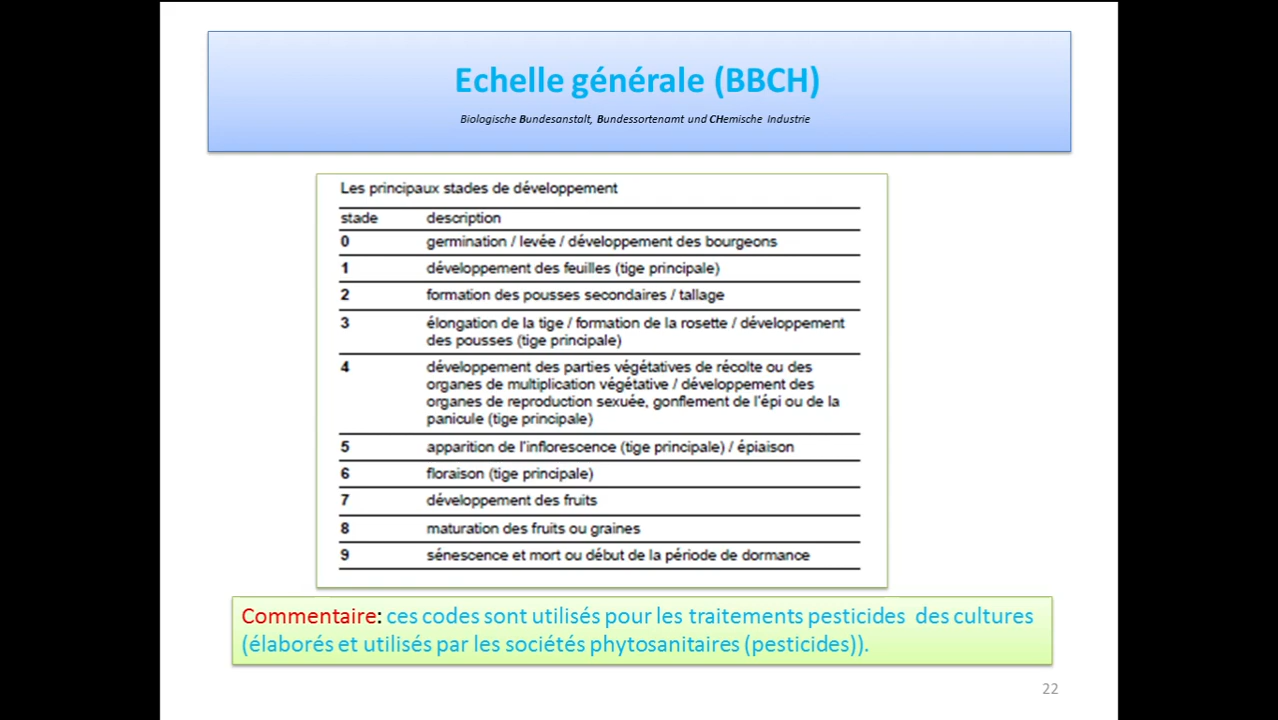 Echelle générale (BBCH)
Biologische Bundesanstalt, Bundessortenamt und CHemische Industrie
Les principaux stades de développement
stade description
0 germination / levée / développement des bourgeons
1 développement des feuilles (tige principale)
2 formation des pousses secondaires / tallage
3 élongation de la tige / formation de la rosette / développement
des pousses (tige principale)
4 développement des parties végétatives de récolte ou des
organes de multiplication végétative / développement des
organes de reproduction sexuée, gonflement de l'épi ou de la
panicule (tige principale)
5 apparition de l'inflorescence (tige principale) / épiaison
6 floraison (tige principale)
7 développement des fruits
8 maturation des fruits ou graines
9 sénescence et mort ou début de la période de dormance
Commentaire: ces codes sont utilisés pour les traitements pesticides des cultures
(élaborés et utilisés par les sociétés phytosanitaires (pesticides)).
22